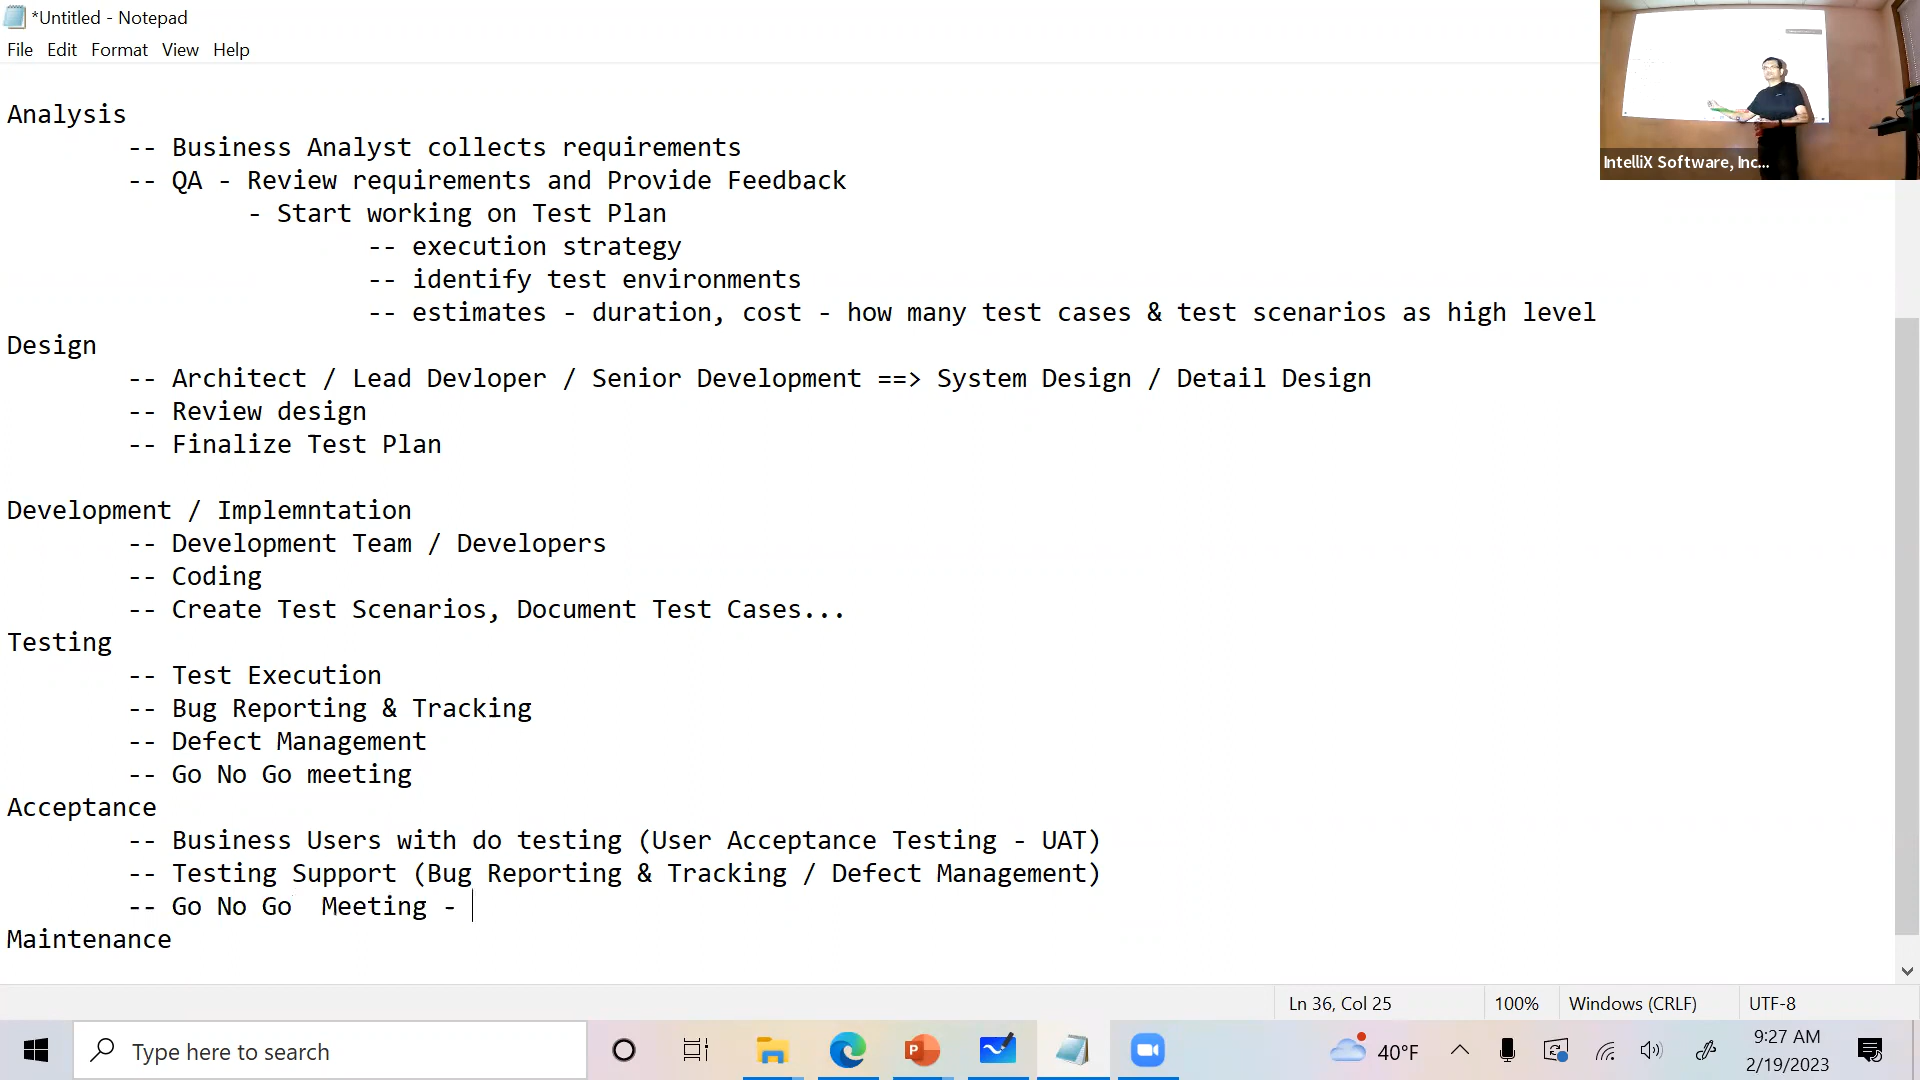 *Untitled - Notepad
File Edit Format View Help
IntelliX Software, Inc...
Analysis
-- Business Analyst collects requirements
-- QA - Review requirements and Provide Feedback
- Start working on Test Plan
-- execution strategy
-- identify test environments
-- estimates - duration, cost - how many test cases & test scenarios as high level
Design
-- Architect / Lead Devloper / Senior Development ==> System Design / Detail Design
-- Review design
-- Finalize Test Plan
Development / Implemntation
-- Development Team / Developers
-- Coding
-- Create Test Scenarios, Document Test Cases...
Testing
-- Test Execution
-- Bug Reporting & Tracking
-- Defect Management
-- Go No Go meeting
Acceptance
-- Business Users with do testing (User Acceptance Testing - UAT)
-- Testing Support (Bug Reporting & Tracking / Defect Management)
-- Go No Go  Meeting -
Maintenance
Ln 36, Col 25 100% Windows (CRLF) UTF-8
Type here to search 40°F 9:27 AM
2/19/2023